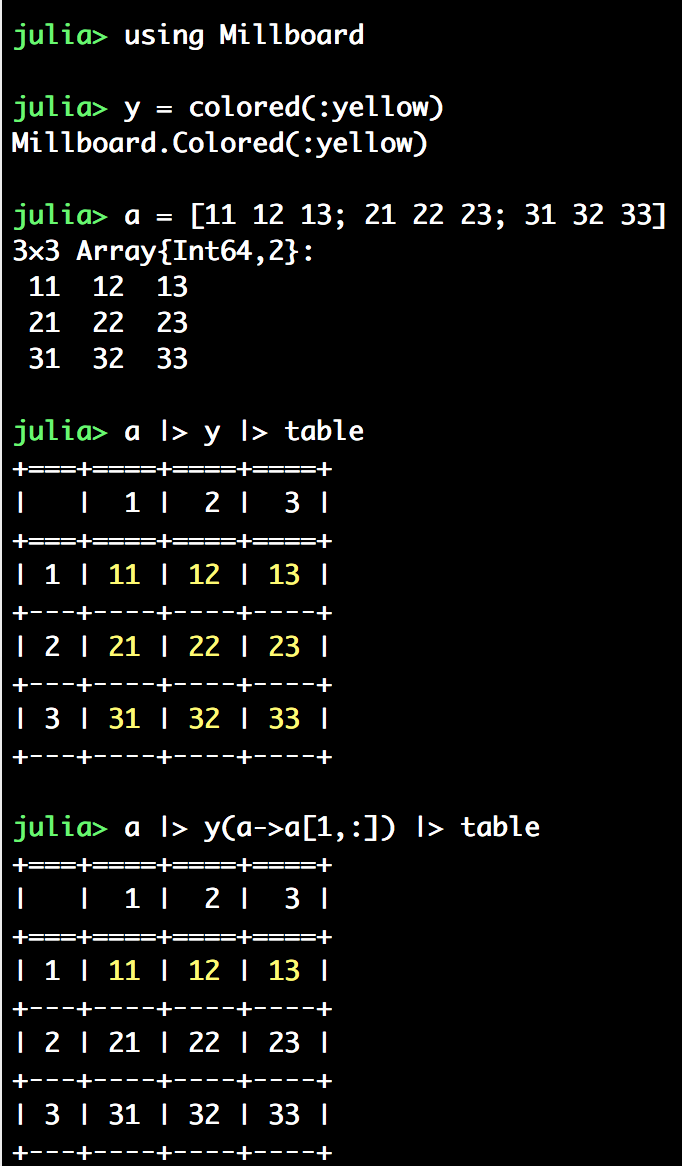 julia> using Millboard
julia> y = colored(:yellow)
Millboard.Colored(:yellow)
julia> a = [11 12 13; 21 22 23; 31 32 33]
3×3 Array{Int64,2}:
 11  12  13
 21  22  23
 31  32  33
julia> a |> y |> table
+===+====+====+====+
|   |  1 |  2 |  3 |
+===+====+====+====+
| 1 | 11 | 12 | 13 |
+---+----+----+----+
| 2 | 21 | 22 | 23 |
+---+----+----+----+
| 3 | 31 | 32 | 33 |
+---+----+----+----+
julia> a |> y(a->a[1,:]) |> table
+===+====+====+====+
|   |  1 |  2 |  3 |
+===+====+====+====+
| 1 | 11 | 12 | 13 |
+---+----+----+----+
| 2 | 21 | 22 | 23 |
+---+----+----+----+
| 3 | 31 | 32 | 33 |
+---+----+----+----+